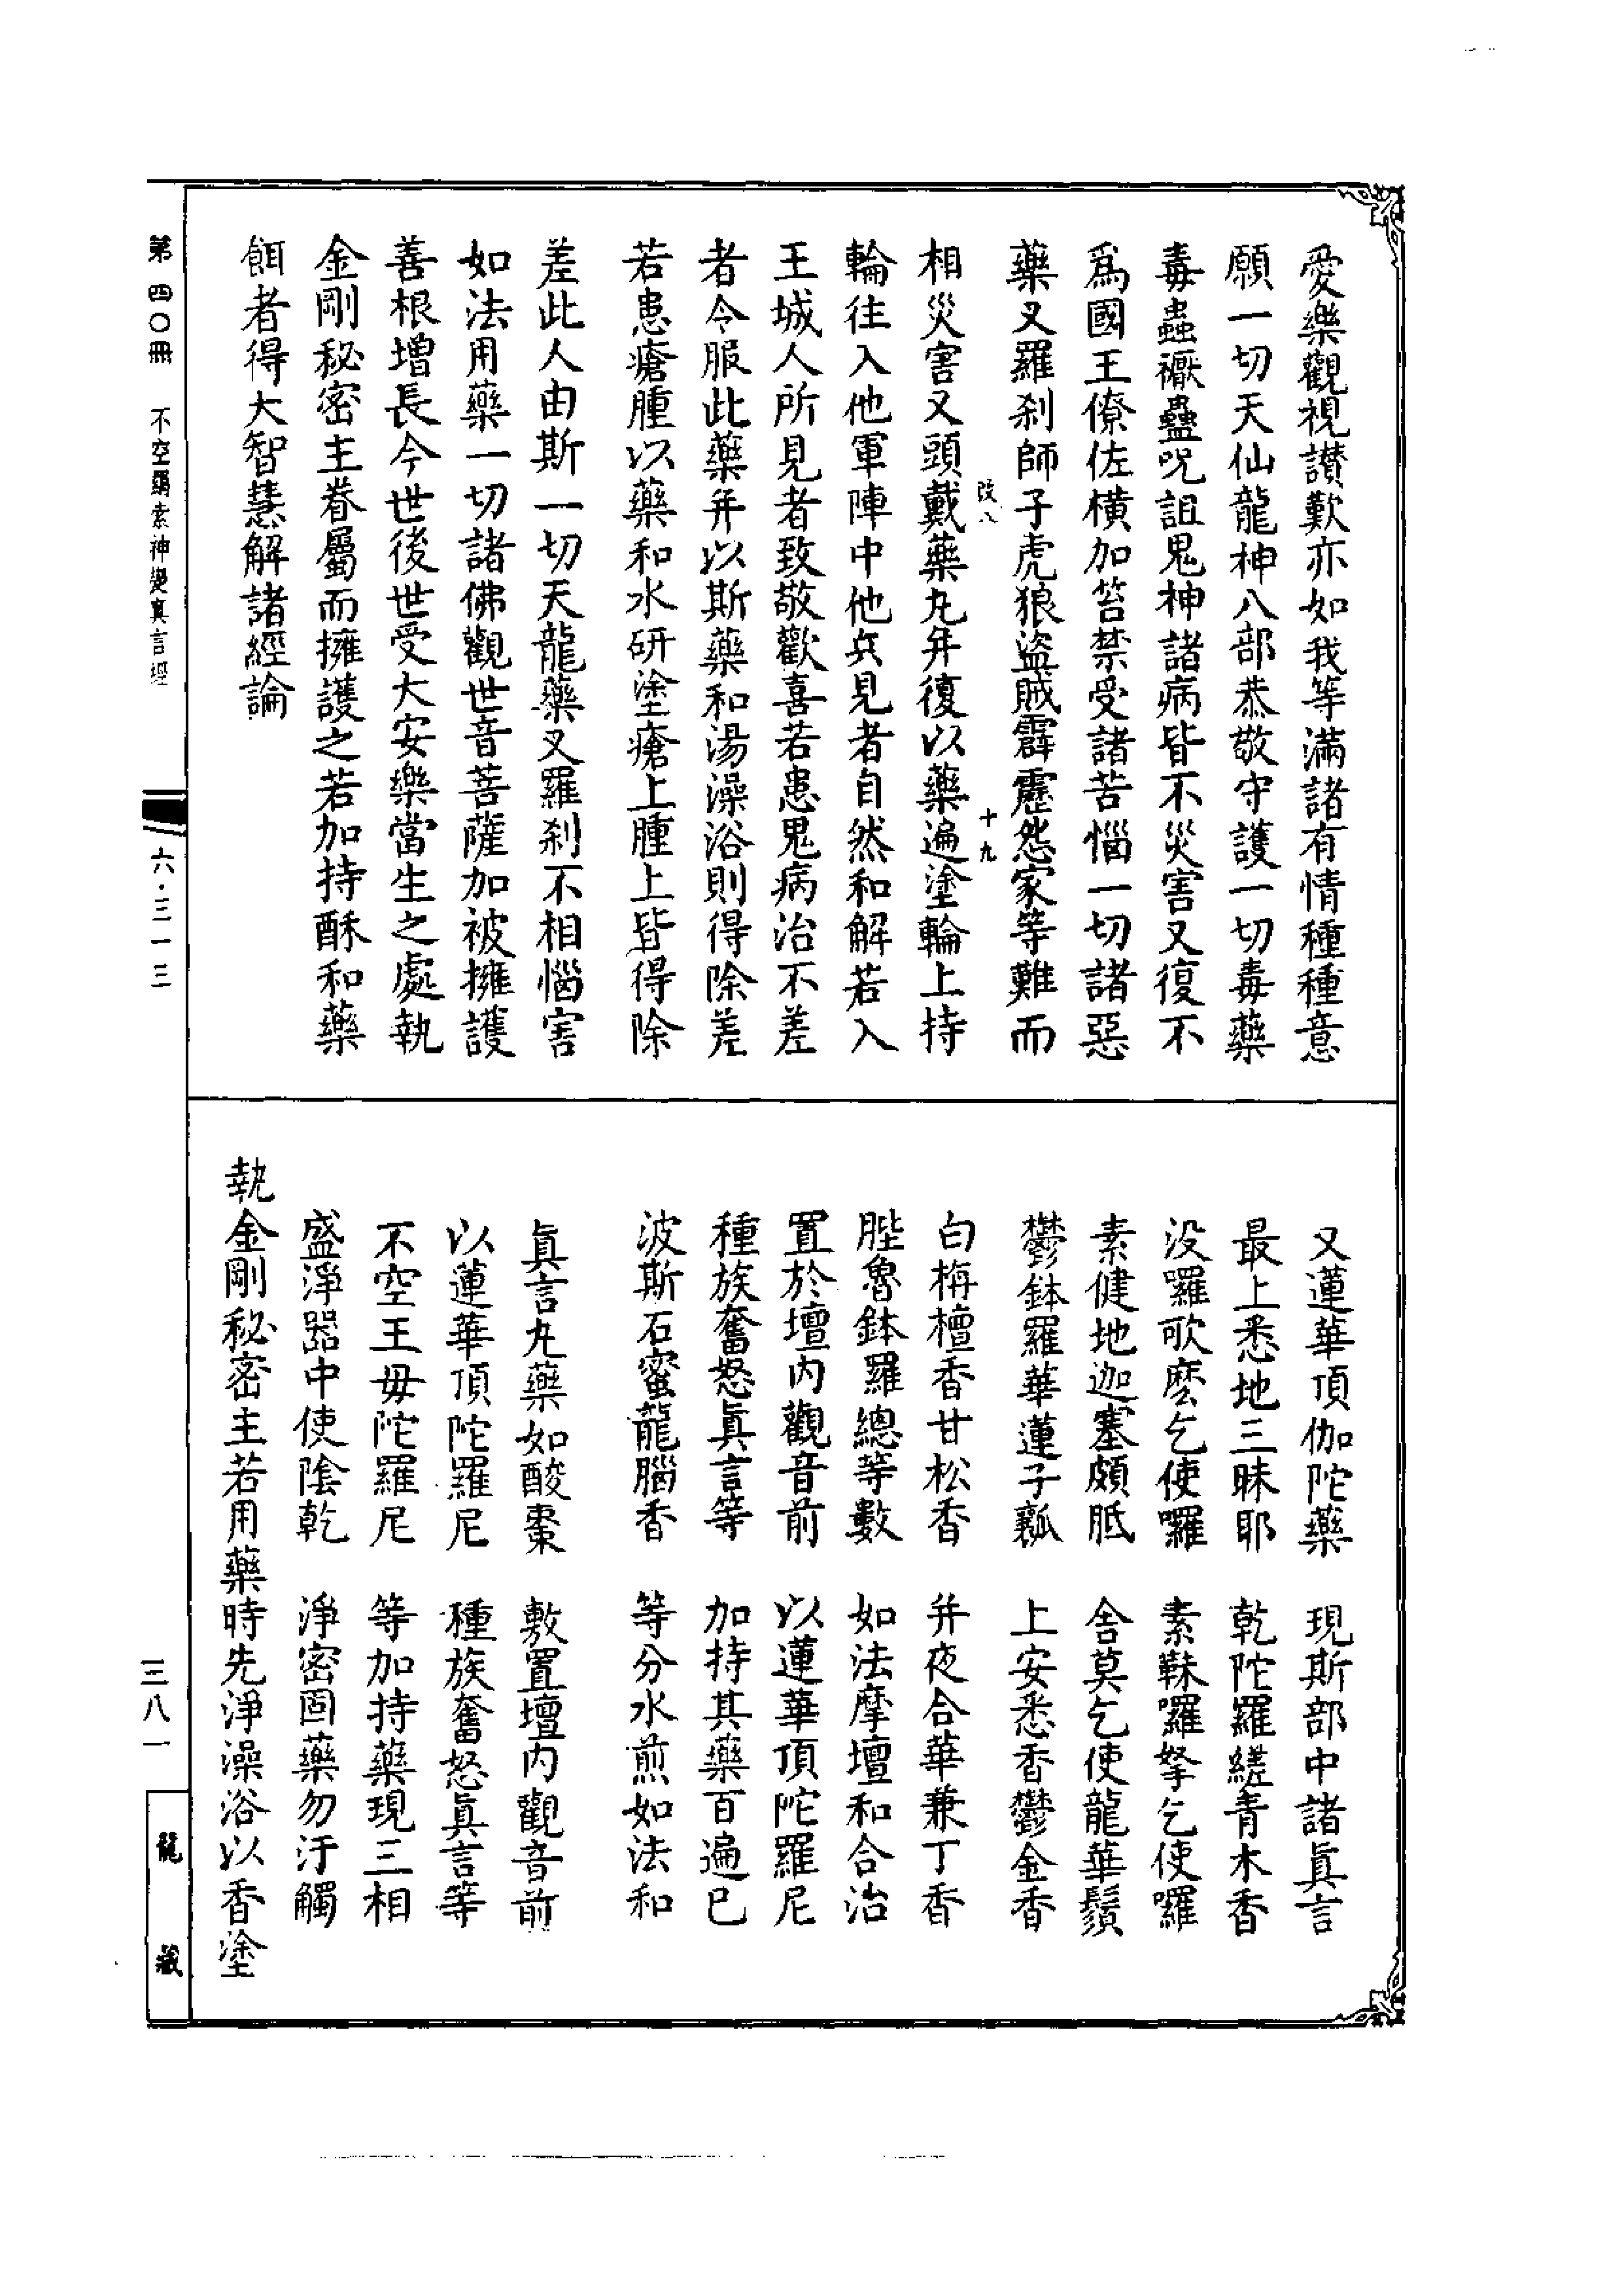 愛樂觀視讃歎亦如我等滿諸有情種種意
願一切天仙龍神八部恭敬守護一切毒藥
毒蟲禰蠱呪詛鬼神諸病皆不災害又復不
爲國王僚佐橫加笞禁受諸苦惱一切諸惡
藥叉羅刹師子虎狼盜賊霹靂怨家等難而
十九
相災害又頭戴藥丸并復以藥遍塗輪上持
輪往入他軍陣中他兵見者自然和解若入
王城人所見者致敬歡喜若患鬼病治不差
者令服此藥并以斯藥和湯澡浴則得除差
若患瘡腫以藥和水研塗瘡上腫上皆得除
差此人由斯一切天龍藥叉羅刹不相惱害
如法用藥一切諸佛觀世音菩薩加被擁護
善根增長今世後世受大安樂當生之處執
金剛秘密主眷屬而擁護之若加持酥和藥
餌者得大智慧解諸經論
又蓮華頂伽陀藥 現斯部中諸眞言
最上悉地三昧耶 乾陀羅縒青木香
没囉歌麽乞使囉 素靺囉拏乞使囉
素健地迦塞頗胝 舍莫乞使龍華鬚
鬱鉢羅華蓮子瓤 上安悉香鬱金香
白栴檀香甘松香 并夜合華兼丁香
陛魯鉢羅總等數 如法摩壇和合治
置於壇内觀音前 以蓮華頂陀羅尼
種族奮怒眞言等 加持其藥百遍已
波斯石蜜龍腦香 等分水煎如法和
眞言丸藥如酸棗 敷置壇内觀音前
以蓮華頂陀羅尼 種族奮怒眞言等
不空王毋陀羅尼 等加持藥現三相
盛淨器中使陰乾 淨密固藥勿汙觸
執金剛秘密主若用藥時先淨澡浴以香塗
第四〇冊 不空羂索神變真言經
六·三一三
三八一
龍藏